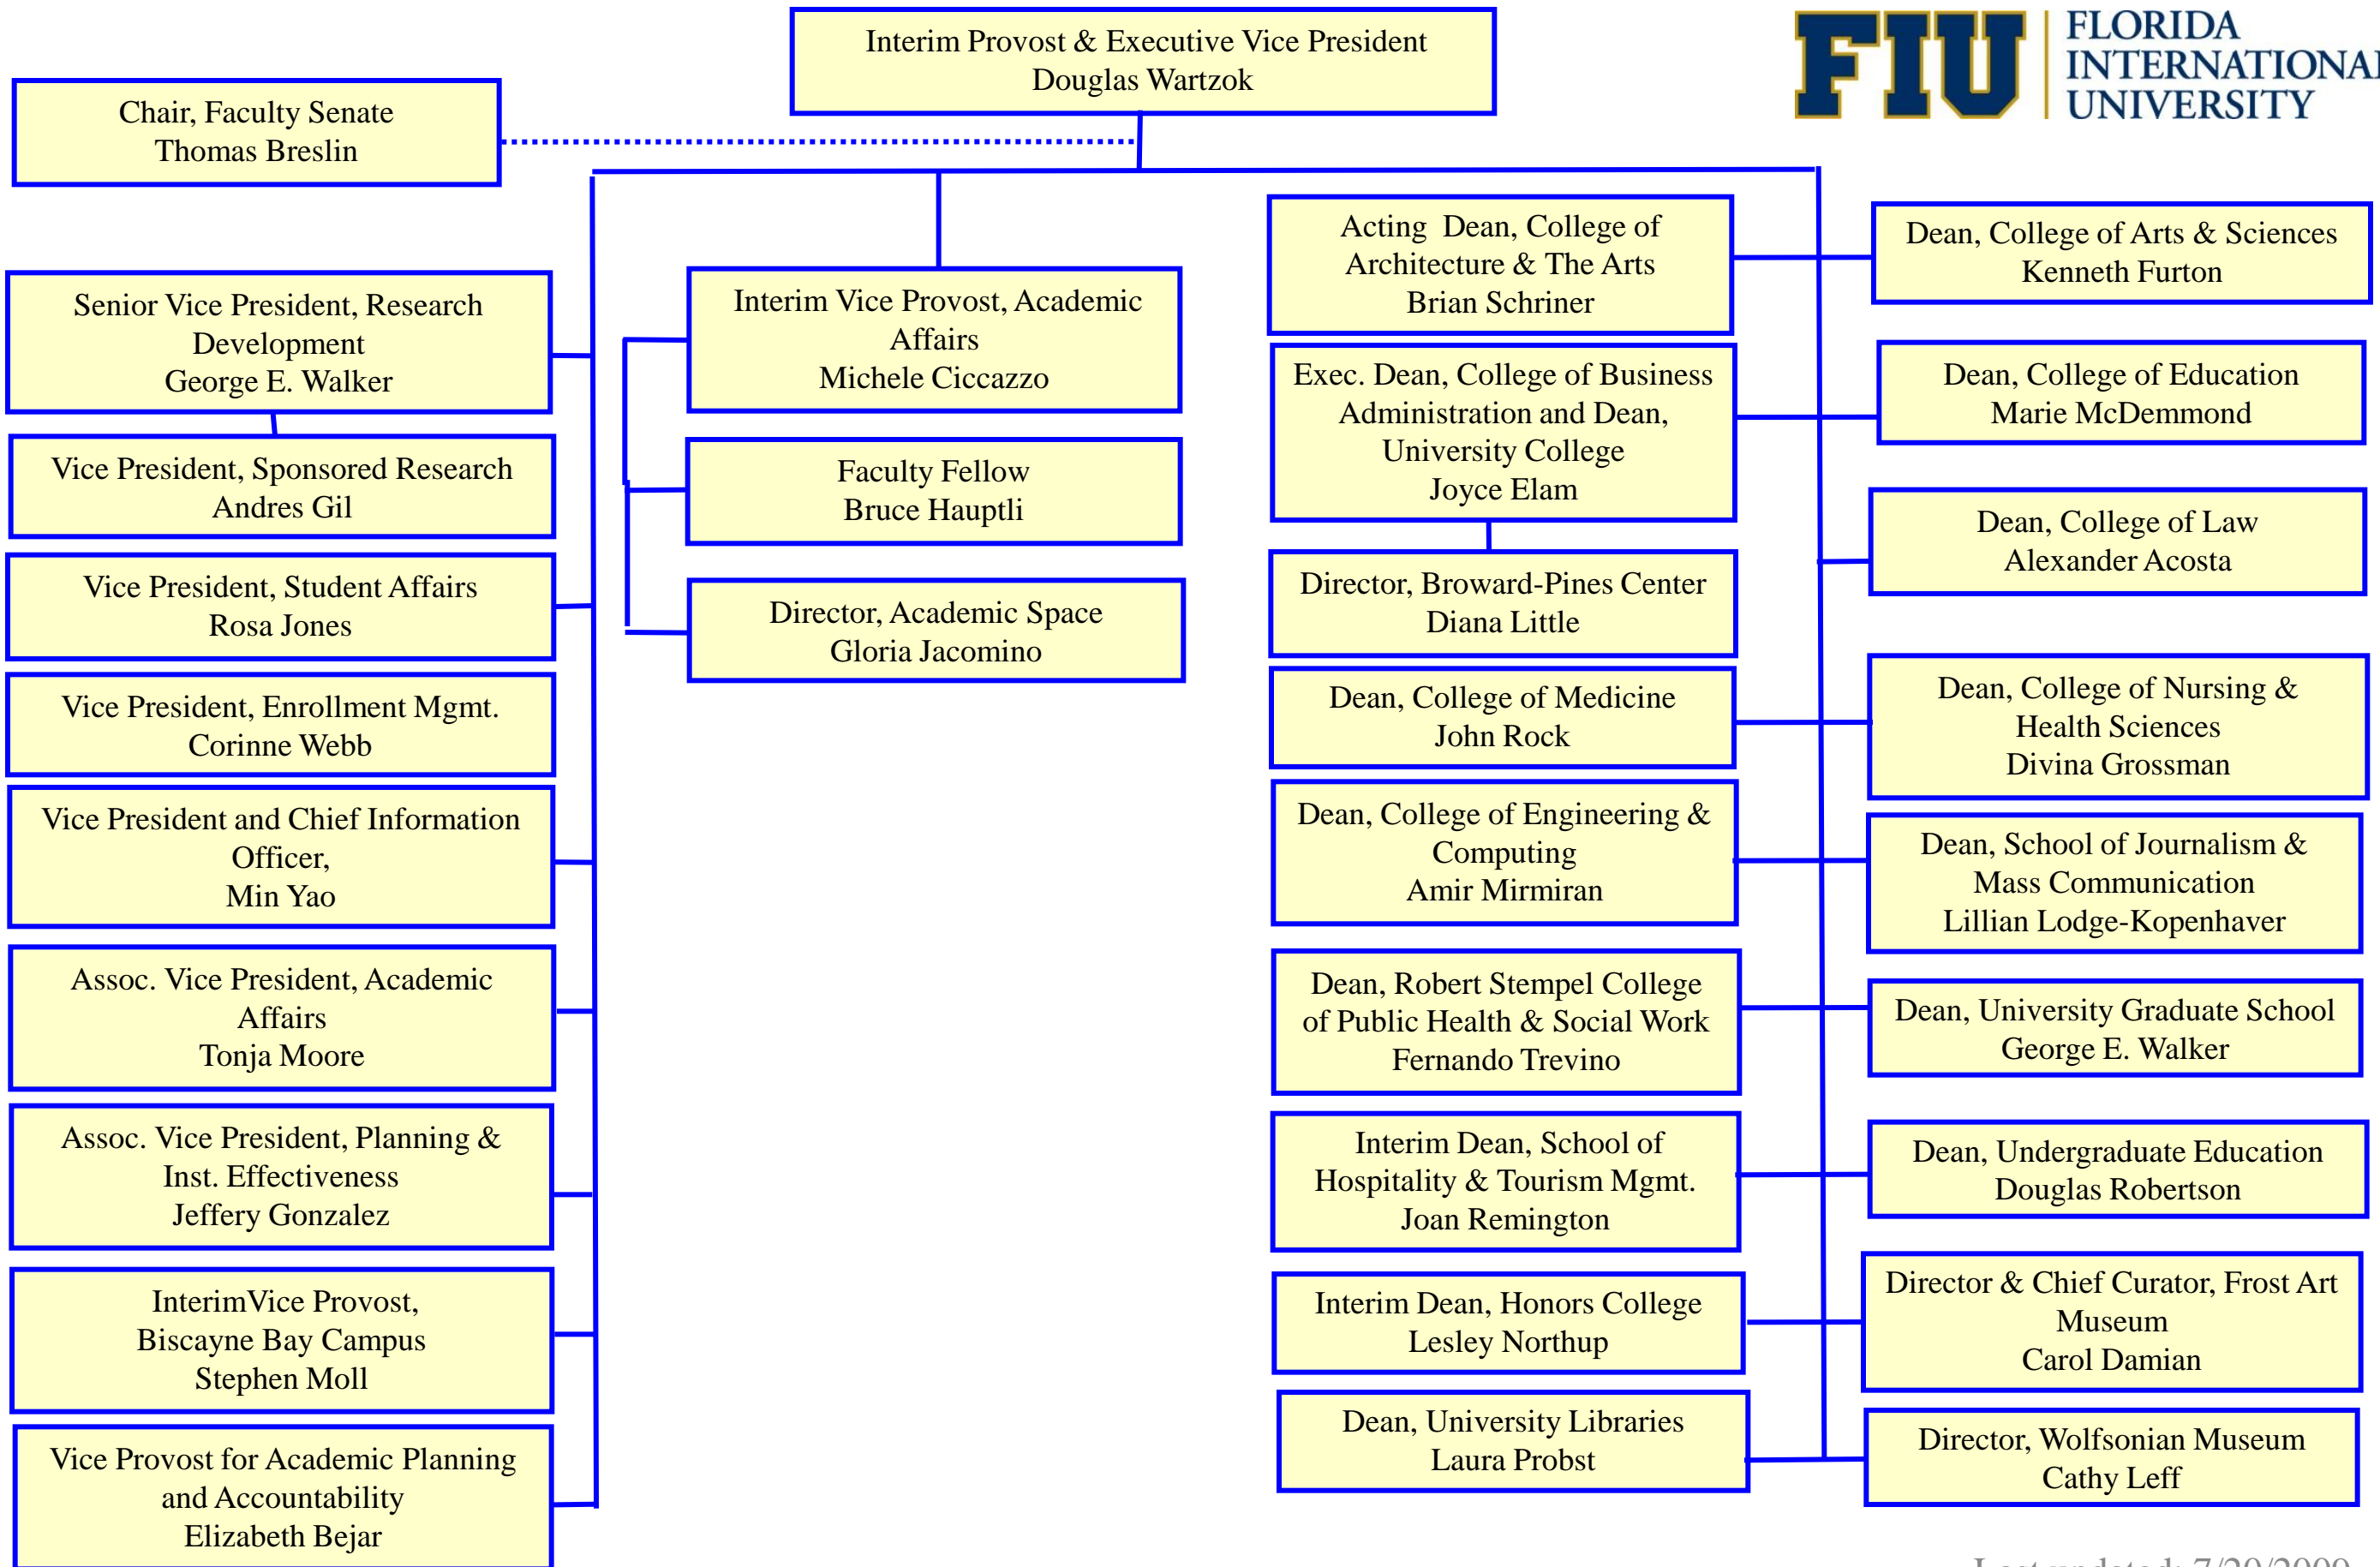 Interim Provost & Executive Vice President
Douglas Wartzok
FLORIDA
FIU
INTERNATIONAL
UNIVERSITY
Chair, Faculty Senate
Thomas Breslin
Senior Vice President, Research
Development
George E. Walker
Vice President, Sponsored Research
Andres Gil
Vice President, Student Affairs
Rosa Jones
Vice President, Enrollment Mgmt.
Corinne Webb
Vice President and Chief Information
Officer,
Min Yao
Assoc. Vice President, Academic
Affairs
Tonja Moore
Assoc. Vice President, Planning &
Inst. Effectiveness
Jeffery Gonzalez
InterimVice Provost,
Biscayne Bay Campus
Stephen Moll
Vice Provost for Academic Planning
and Accountability
Elizabeth Bejar
Interim Vice Provost, Academic
Affairs
Michele Ciccazzo
Faculty Fellow
Bruce Hauptli
Director, Academic Space
Gloria Jacomino
Acting Dean, College of
Architecture & The Arts
Brian Schriner
Exec. Dean, College of Business
Administration and Dean,
University College
Joyce Elam
Director, Broward-Pines Center
Diana Little
Dean, College of Medicine
John Rock
Dean, College of Engineering &
Computing
Amir Mirmiran
Dean, Robert Stempel College
of Public Health & Social Work
Fernando Trevino
Interim Dean, School of
Hospitality & Tourism Mgmt.
Joan Remington
Interim Dean, Honors College
Lesley Northup
Dean, University Libraries
Laura Probst
Dean, College of Arts & Sciences
Kenneth Furton
Dean, College of Education
Marie McDemmond
Dean, College of Law
Alexander Acosta
Dean, College of Nursing &
Health Sciences
Divina Grossman
Dean, School of Journalism &
Mass Communication
Lillian Lodge-Kopenhaver
Dean, University Graduate School
George E. Walker
Dean, Undergraduate Education
Douglas Robertson
Director & Chief Curator, Frost Art
Museum
Carol Damian
Director, Wolfsonian Museum
Cathy Leff
Last updated: 7/20/2009